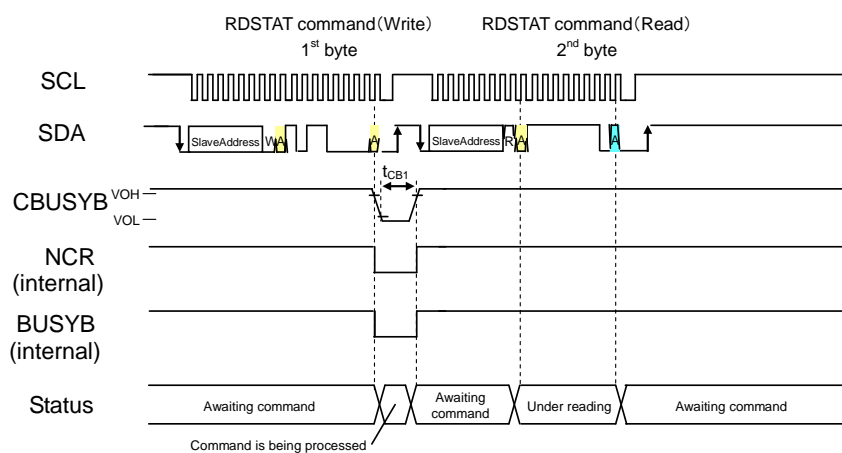 RDSTAT command（Write） RDSTAT command（Read）
1st byte 2nd byte
SCL
SDA SlaveAddress W A A SlaveAddress R A A
tCB1
CBUSYB VOH
VOL
NCR
(internal)
BUSYB
(internal)
Status Awaiting command Awaiting command Under reading Awaiting command
Command is being processed